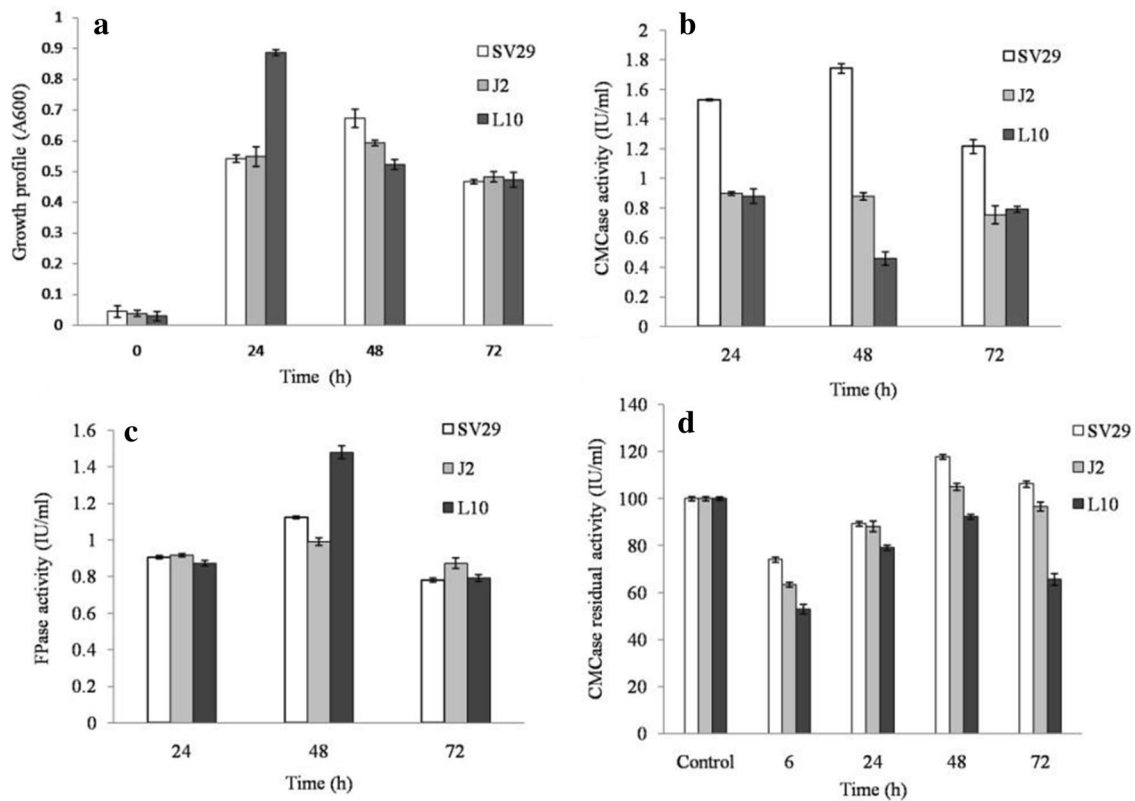 a
Growth profile (A600)
1
0.9
0.8
0.7
0.6
0.5
0.4
0.3
0.2
0.1
0
SV29
J2
L10
0 24 48 72
Time (h)
b
CMCase activity (IU/ml)
2
1.8
1.6
1.4
1.2
1
0.8
0.6
0.4
0.2
0
SV29
J2
L10
24 48 72
Time (h)
c
FPase activity (IU/ml)
1.6
1.4
1.2
1
0.8
0.6
0.4
0.2
0
SV29
J2
L10
24 48 72
Time (h)
d
CMCase residual activity (IU/ml)
140
120
100
80
60
40
20
0
SV29
J2
L10
Control 6 24 48 72
Time (h)